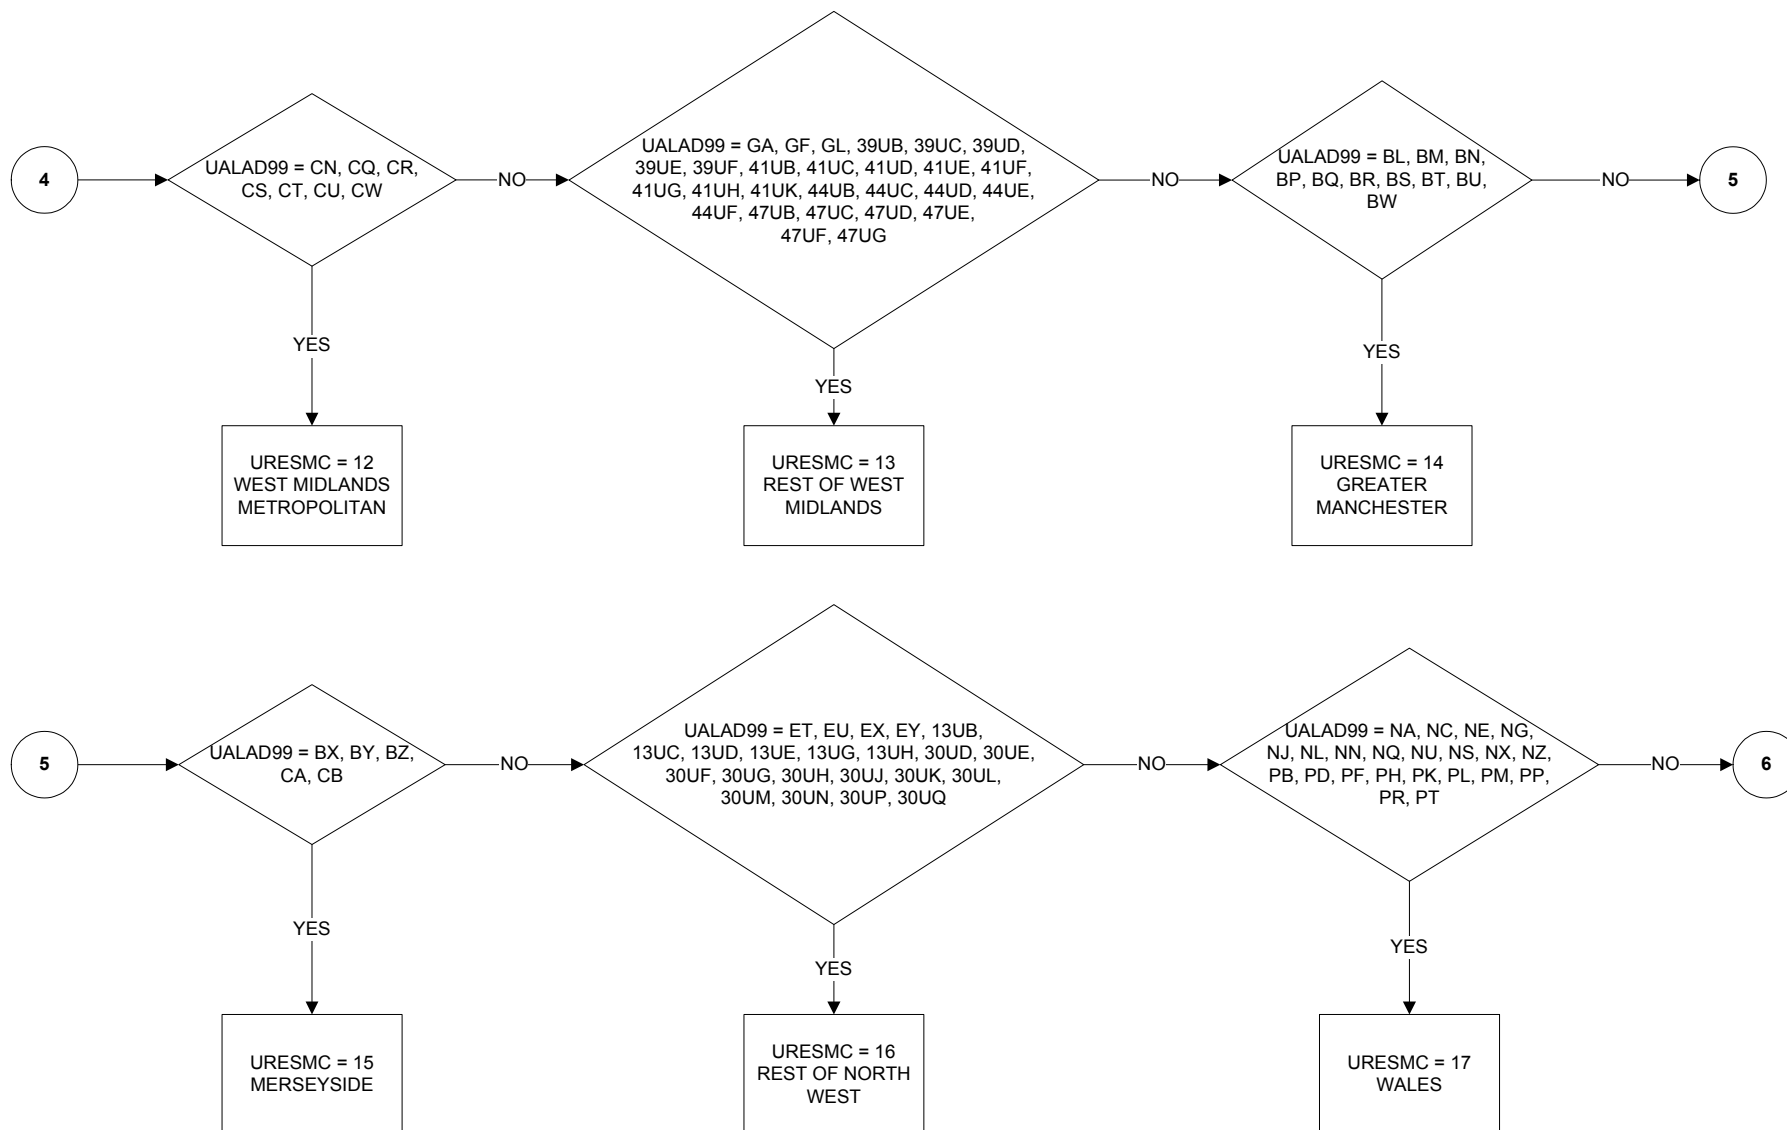 4
UALAD99 = CN, CQ, CR,
CS, CT, CU, CW
NO
UALAD99 = GA, GF, GL, 39UB, 39UC, 39UD,
39UE, 39UF, 41UB, 41UC, 41UD, 41UE, 41UF,
41UG, 41UH, 41UK, 44UB, 44UC, 44UD, 44UE,
44UF, 47UB, 47UC, 47UD, 47UE,
47UF, 47UG
NO
UALAD99 = BL, BM, BN,
BP, BQ, BR, BS, BT, BU,
BW
NO
5
YES
YES
YES
URESMC = 12
WEST MIDLANDS
METROPOLITAN
URESMC = 13
REST OF WEST
MIDLANDS
URESMC = 14
GREATER
MANCHESTER
5
UALAD99 = BX, BY, BZ,
CA, CB
NO
UALAD99 = ET, EU, EX, EY, 13UB,
13UC, 13UD, 13UE, 13UG, 13UH, 30UD, 30UE,
30UF, 30UG, 30UH, 30UJ, 30UK, 30UL,
30UM, 30UN, 30UP, 30UQ
NO
UALAD99 = NA, NC, NE, NG,
NJ, NL, NN, NQ, NU, NS, NX, NZ,
PB, PD, PF, PH, PK, PL, PM, PP,
PR, PT
NO
6
YES
YES
YES
URESMC = 15
MERSEYSIDE
URESMC = 16
REST OF NORTH
WEST
URESMC = 17
WALES